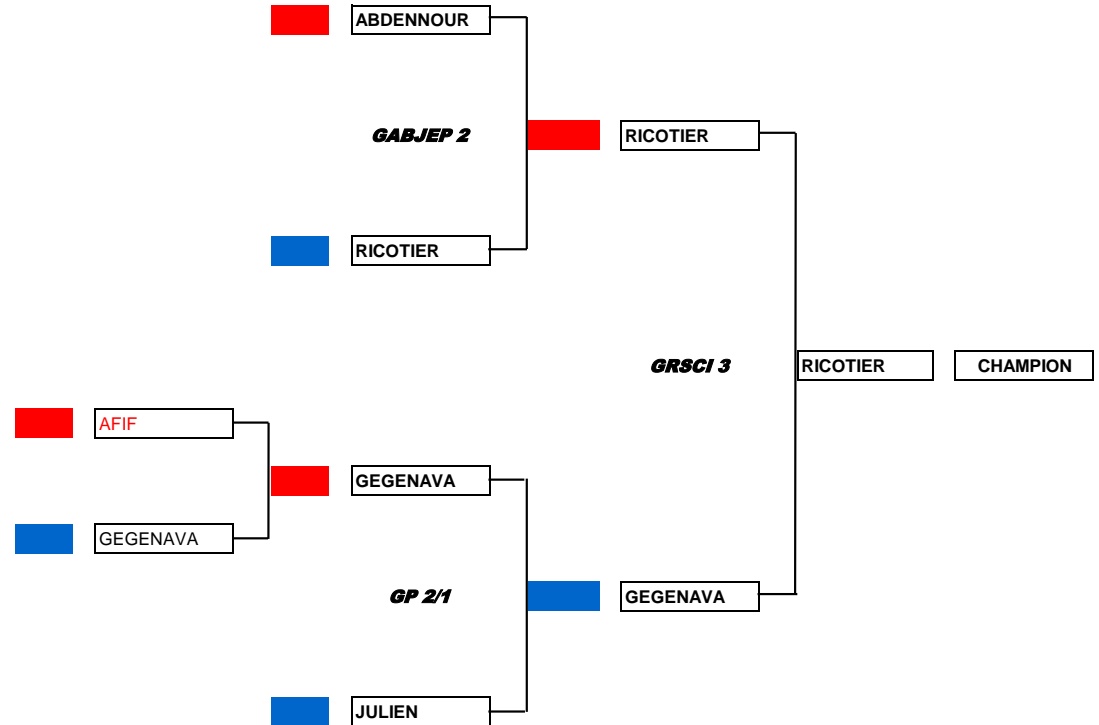 ABDENNOUR
GABJEP 2
RICOTIER
RICOTIER
GRSCI 3
RICOTIER
CHAMPION
AFIF
GEGENAVA
GEGENAVA
GP 2/1
GEGENAVA
JULIEN